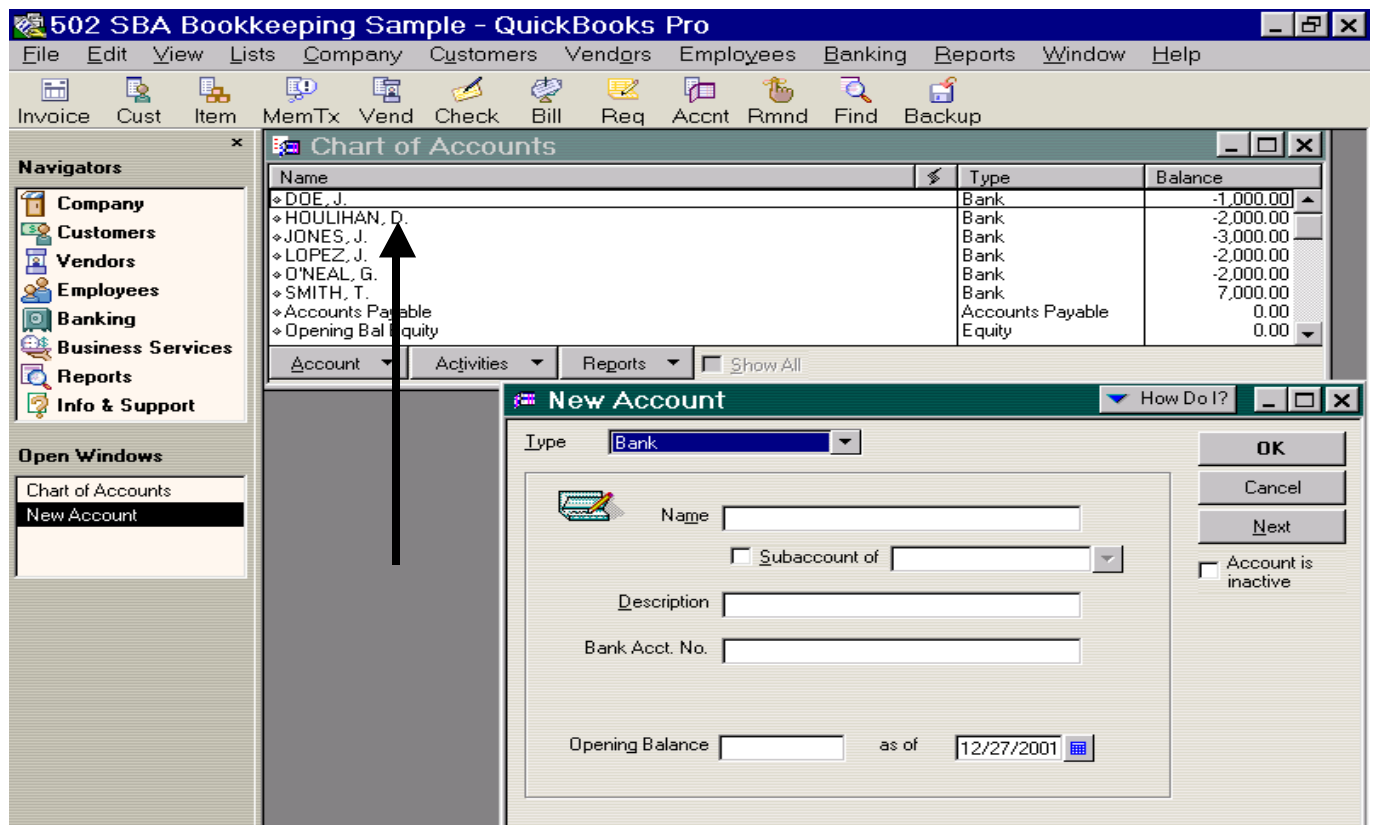 502 SBA Bookkeeping Sample - QuickBooks Pro
File Edit View Lists Company Customers Vendors Employees Banking Reports Window Help
Invoice Cust Item MemTx Vend Check Bill Req Accnt Rmnd Find Backup
Navigators
Company
Customers
Vendors
Employees
Banking
Business Services
Reports
Info & Support
Open Windows
Chart of Accounts
New Account
Chart of Accounts
Name Type Balance
DOE, J. Bank -1,000.00
HOULIHAN, D. Bank -2,000.00
JONES, J. Bank -3,000.00
LOPEZ, J. Bank -2,000.00
O'NEAL, G. Bank -2,000.00
SMITH, T. Bank 7,000.00
Accounts Payable Accounts Payable 0.00
Opening Bal Equity Equity 0.00
Account Activities Reports Show All
New Account How Do I?
Type Bank
OK
Cancel
Next
Account is
inactive
Name
Subaccount of
Description
Bank Acct. No.
Opening Balance as of 12/27/2001